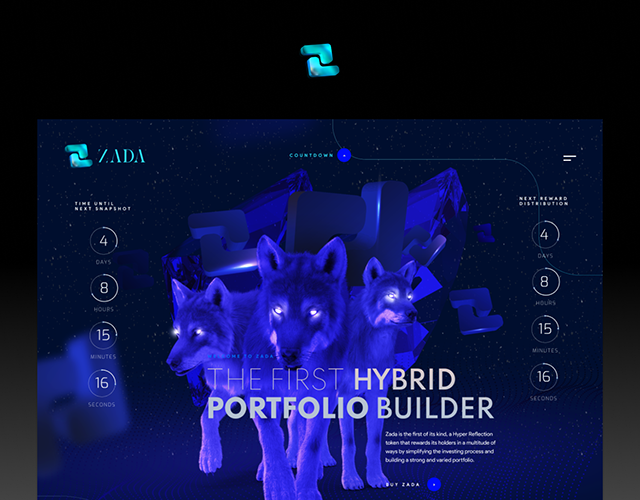 ZADA
COUNTDOWN
TIME UNTIL
NEXT SNAPSHOT
4
DAYS
8
HOURS
15
MINUTES
16
SECONDS
NEXT REWARD
DISTRIBUTION
4
DAYS
8
HOURS
15
MINUTES
16
SECONDS
WELCOME TO ZADA
THE FIRST HYBRID
PORTFOLIO BUILDER
Zada is the first of its kind, a Hyper Reflection
token that rewards its holders in a multitude of
ways by simplifying the investing process and
building a strong and varied portfolio.
BUY ZADA